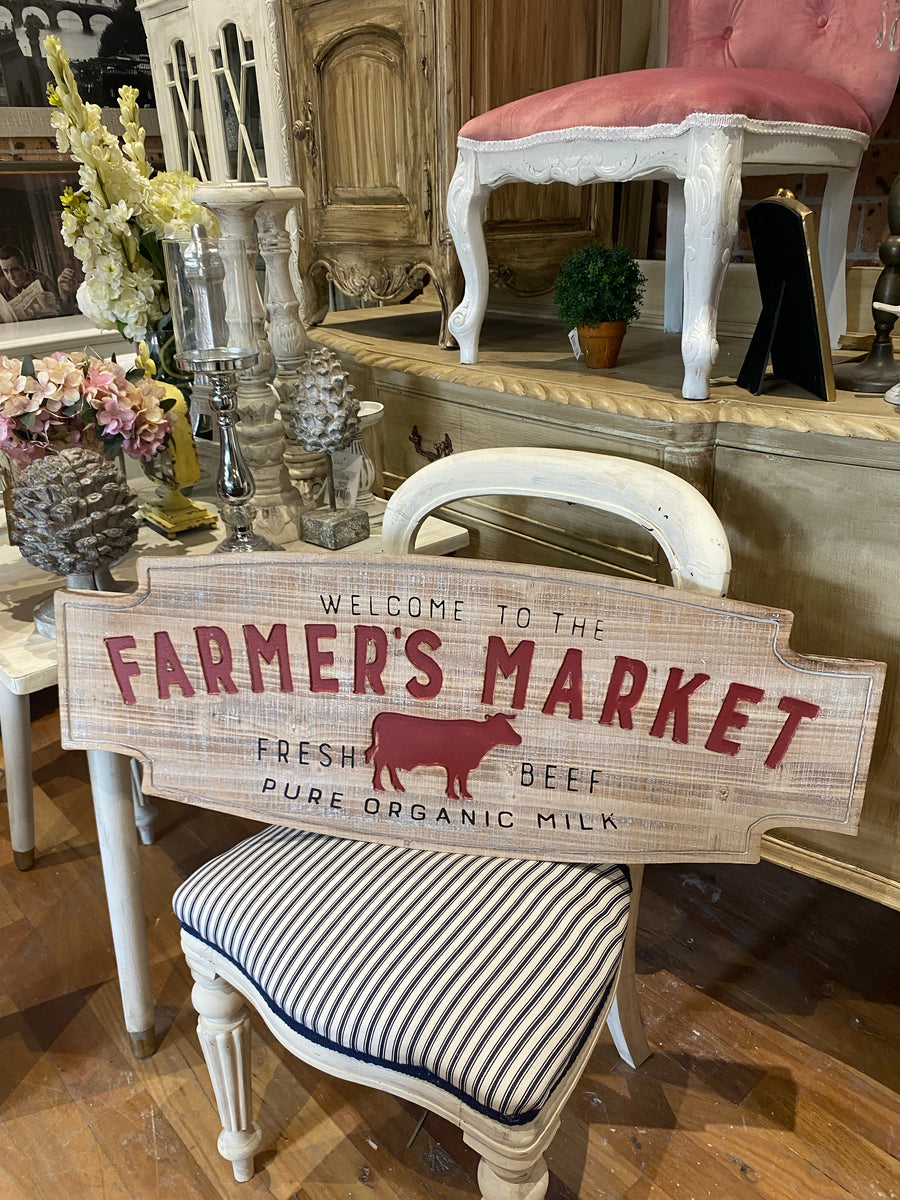 WELCOME TO THE
FARMER'S MARKET
FRESH BEEF
PURE ORGANIC MILK